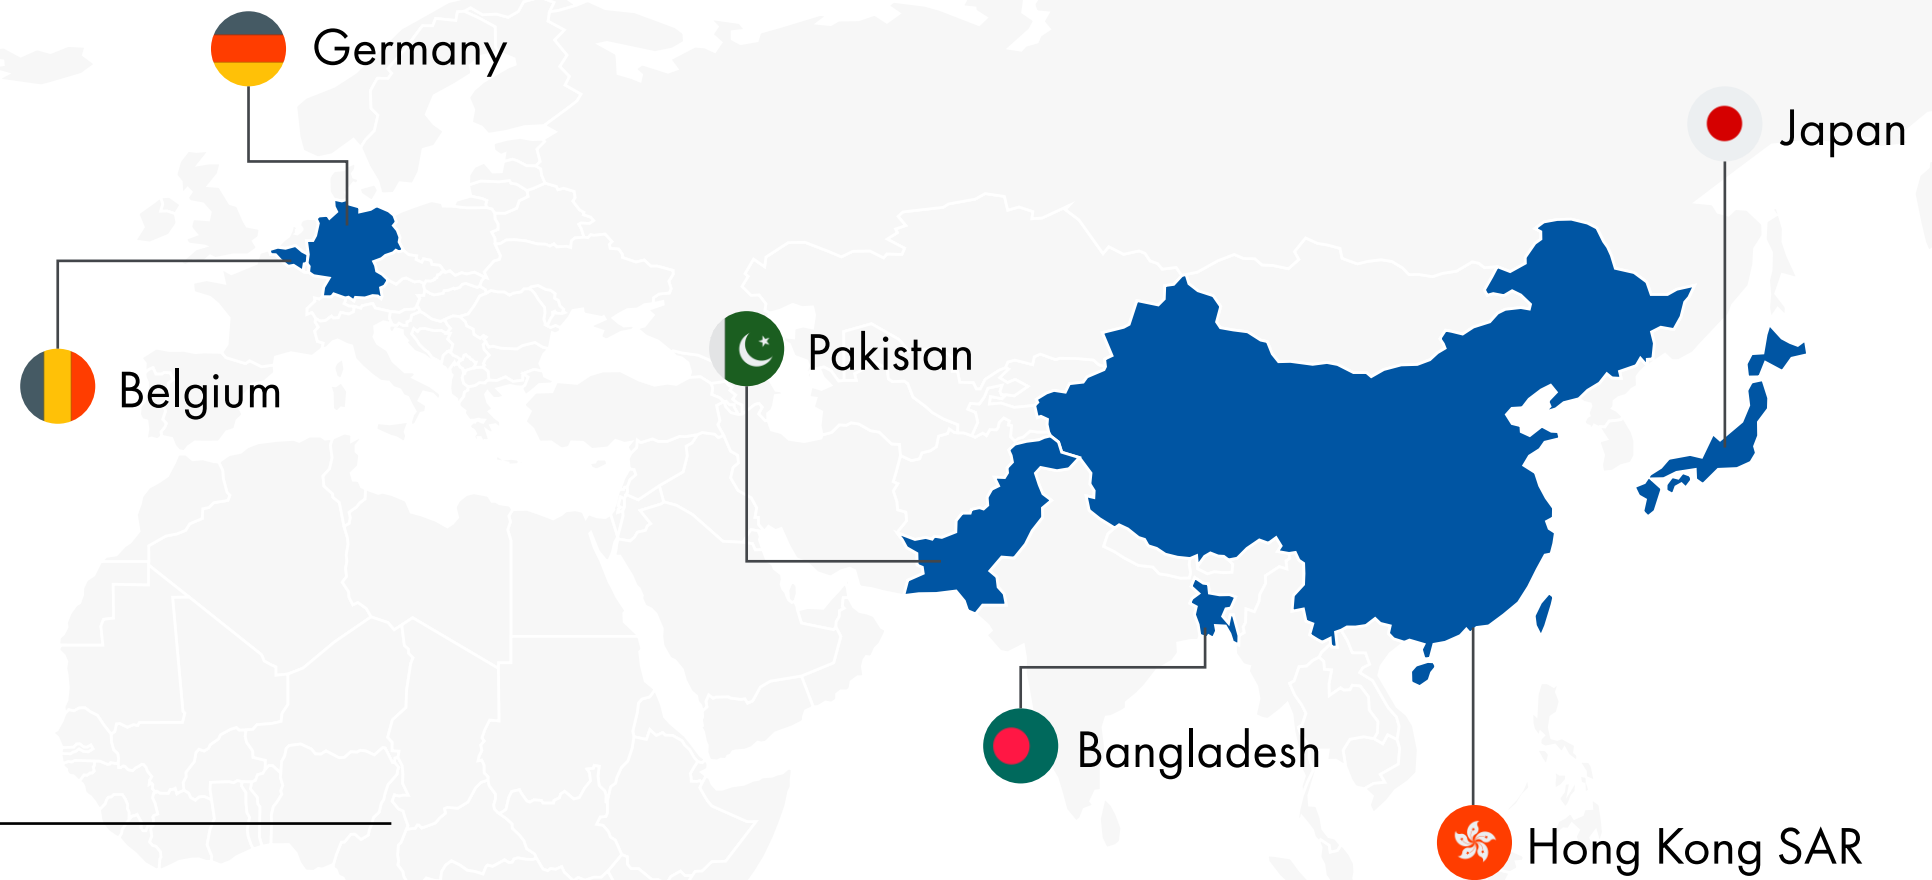 Germany
Japan
Pakistan
Belgium
Bangladesh
Hong Kong SAR